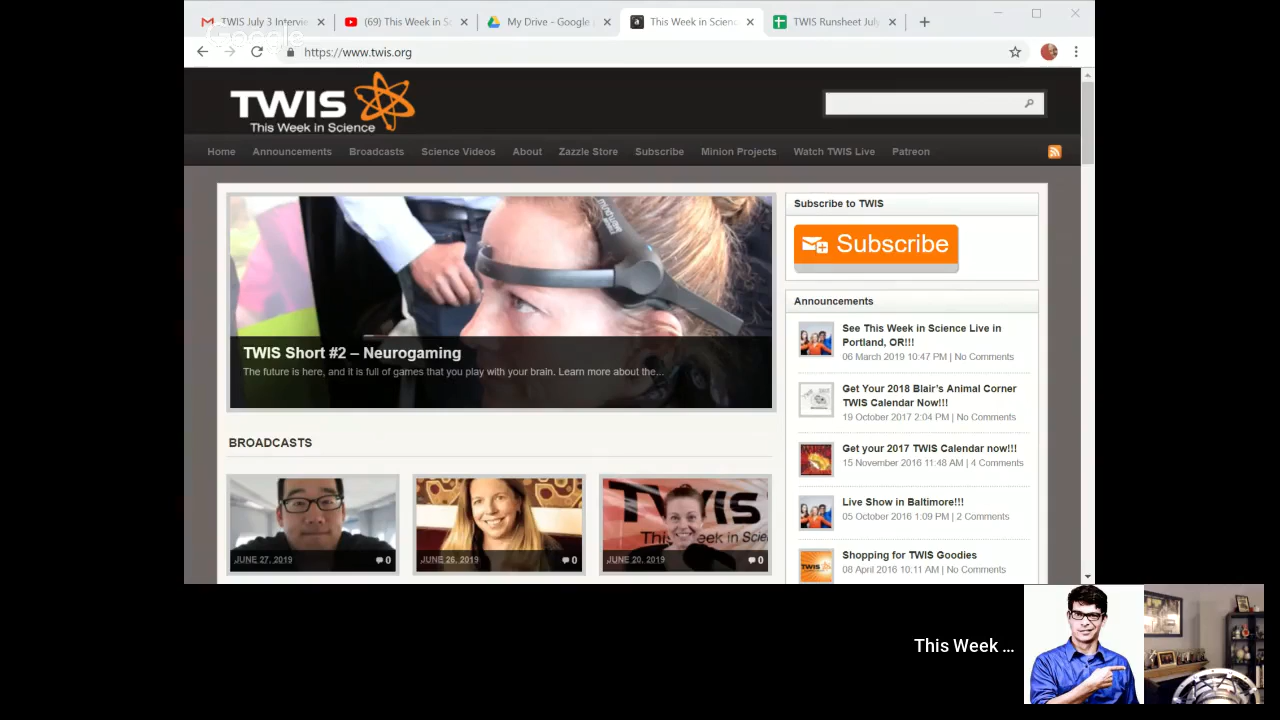 TWIS July 3 Intervie
(69) This Week in Sc
My Drive - Google
This Week in Scienc
TWIS Runsheet July
Google
https://www.twis.org
TWIS
This Week in Science
Home
Announcements
Broadcasts
Science Videos
About
Zazzle Store
Subscribe
Minion Projects
Watch TWIS Live
Patreon
TWIS Short #2 – Neurogaming
The future is here, and it is full of games that you play with your brain. Learn more about the...
Subscribe to TWIS
Subscribe
Announcements
See This Week in Science Live in
Portland, OR!!!
06 March 2019 10:47 PM | No Comments
Get Your 2018 Blair's Animal Corner
TWIS Calendar Now!!!
19 October 2017 2:04 PM | No Comments
Get your 2017 TWIS Calendar now!!!
15 November 2016 11:48 AM | 4 Comments
Live Show in Baltimore!!!
05 October 2016 1:09 PM | 2 Comments
Shopping for TWIS Goodies
08 April 2016 10:11 AM | No Comments
BROADCASTS
JUNE 27, 2019
0
JUNE 26, 2019
0
TWIS
This Week in Scie
JUNE 20, 2019
0
This Week ...